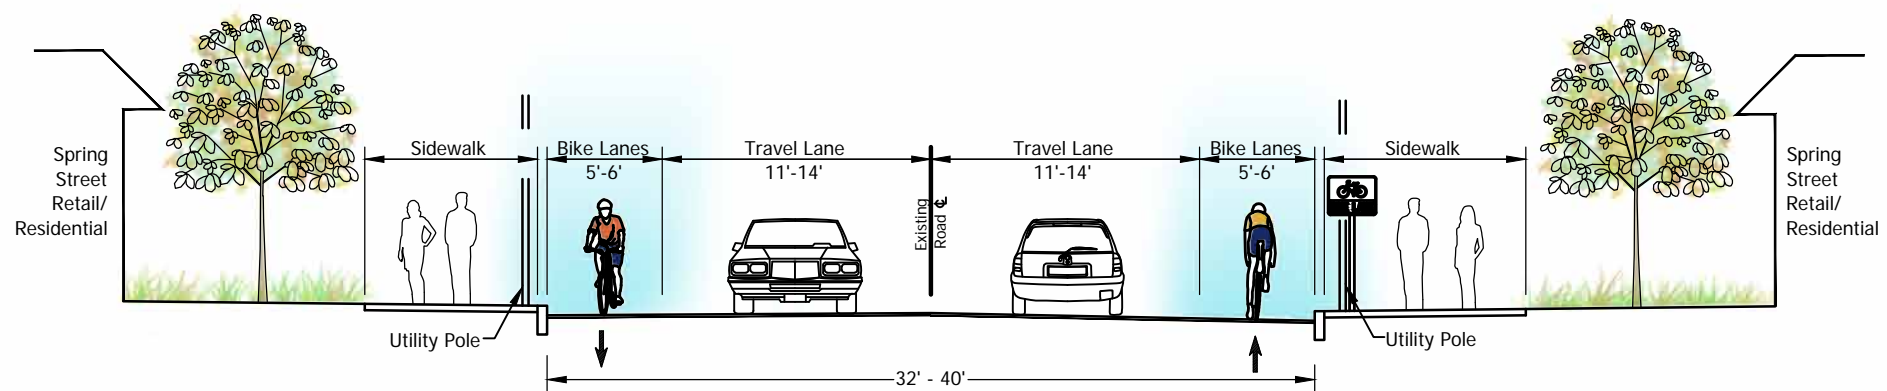 Spring
Street
Retail/
Residential
Sidewalk
Bike Lanes
5'-6'
Travel Lane
11'-14'
Existing
Road ℄
Travel Lane
11'-14'
Bike Lanes
5'-6'
Sidewalk
Spring
Street
Retail/
Residential
Utility Pole
Utility Pole
32' - 40'